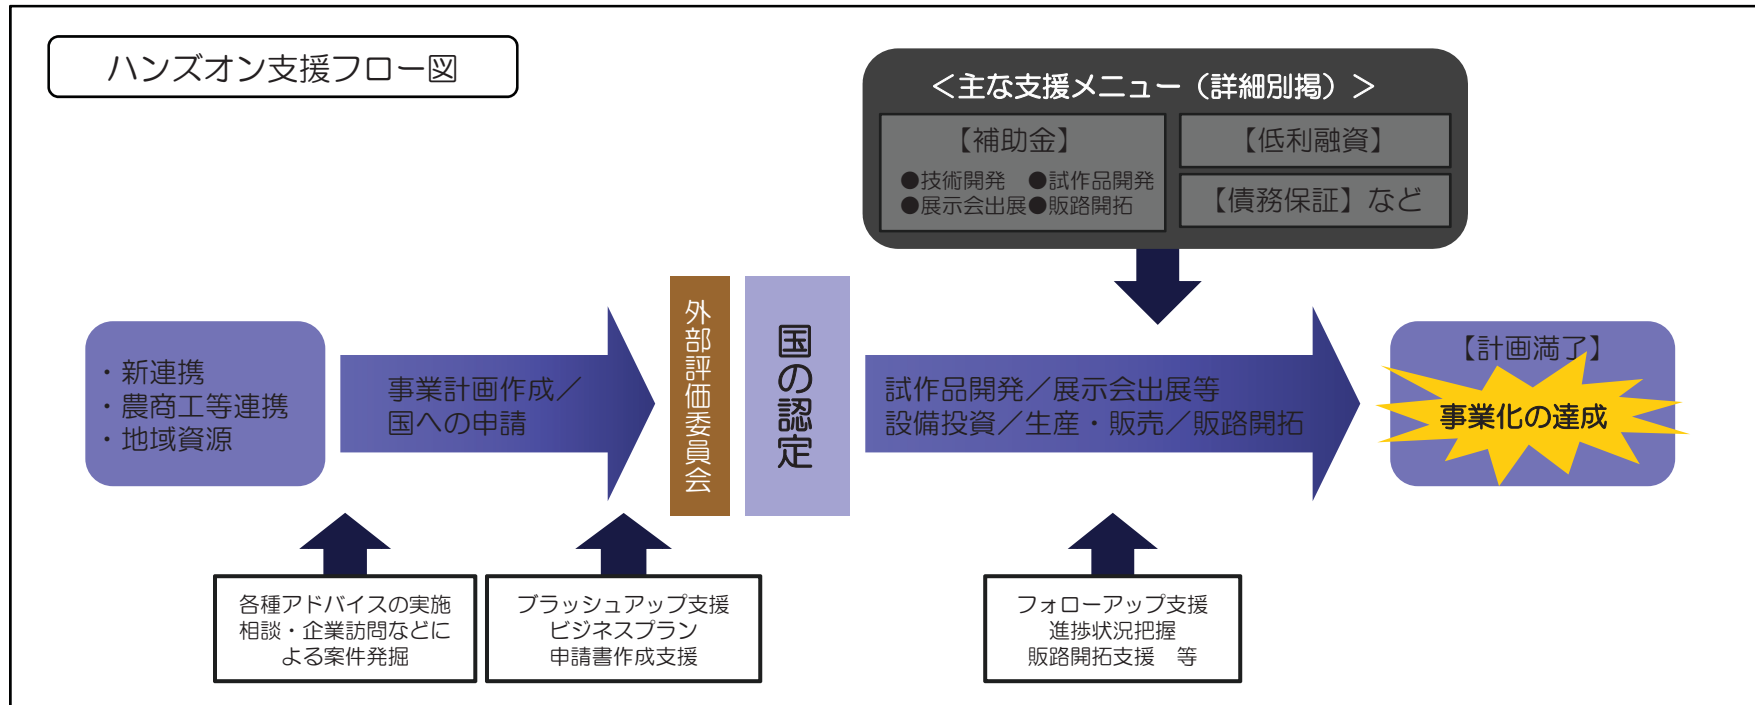 ハンズオン支援フロー図
＜主な支援メニュー（詳細別掲）＞
【補助金】
●技術開発　●試作品開発
●展示会出展●販路開拓
【低利融資】
【債務保証】など
・新連携
・農商工等連携
・地域資源
事業計画作成／
国への申請
外部評価委員会
国の認定
試作品開発／展示会出展等
設備投資／生産・販売／販路開拓
【計画満了】
事業化の達成
各種アドバイスの実施
相談・企業訪問などに
よる案件発掘
ブラッシュアップ支援
ビジネスプラン
申請書作成支援
フォローアップ支援
進捗状況把握
販路開拓支援　等